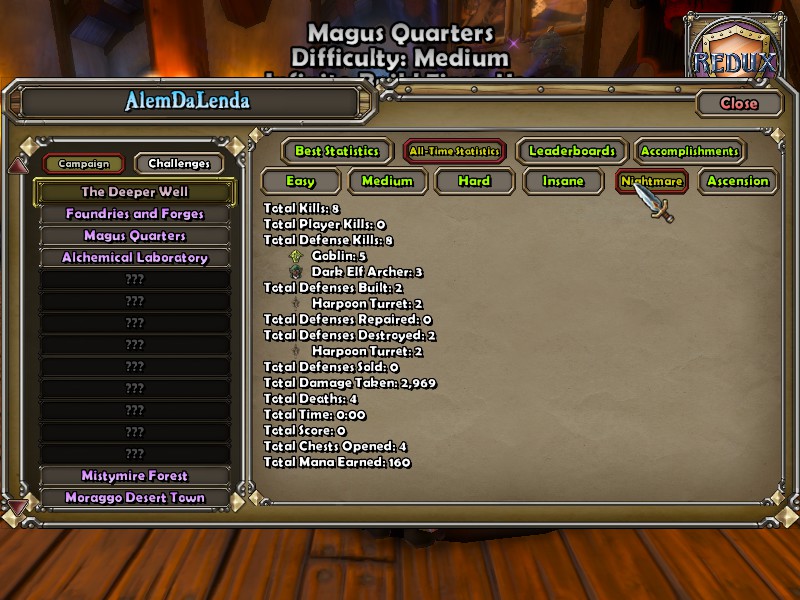 Magus Quarters
Difficulty: Medium
REDUX
AlemDaLenda
Close
Campaign
Challenges
The Deeper Well
Foundries and Forges
Magus Quarters
Alchemical Laboratory
???
???
???
???
???
???
???
???
???
Mistymire Forest
Moraggo Desert Town
Best Statistics
All-Time Statistics
Leaderboards
Accomplishments
Easy
Medium
Hard
Insane
Nightmare
Ascension
Total Kills: 8
Total Player Kills: 0
Total Defense Kills: 8
Goblin: 5
Dark Elf Archer: 3
Total Defenses Built: 2
Harpoon Turret: 2
Total Defenses Repaired: 0
Total Defenses Destroyed: 2
Harpoon Turret: 2
Total Defenses Sold: 0
Total Damage Taken: 2,969
Total Deaths: 4
Total Time: 0:00
Total Score: 0
Total Chests Opened: 4
Total Mana Earned: 160